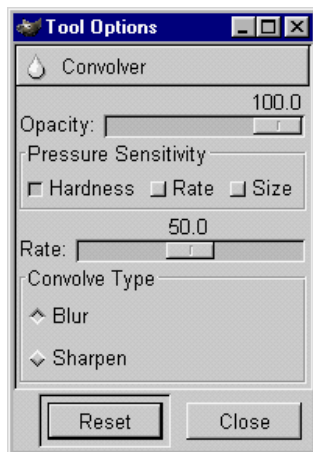 Tool Options
Convolver
100.0
Opacity:
Pressure Sensitivity
Hardness Rate Size
50.0
Rate:
Convolve Type
Blur
Sharpen
Reset Close